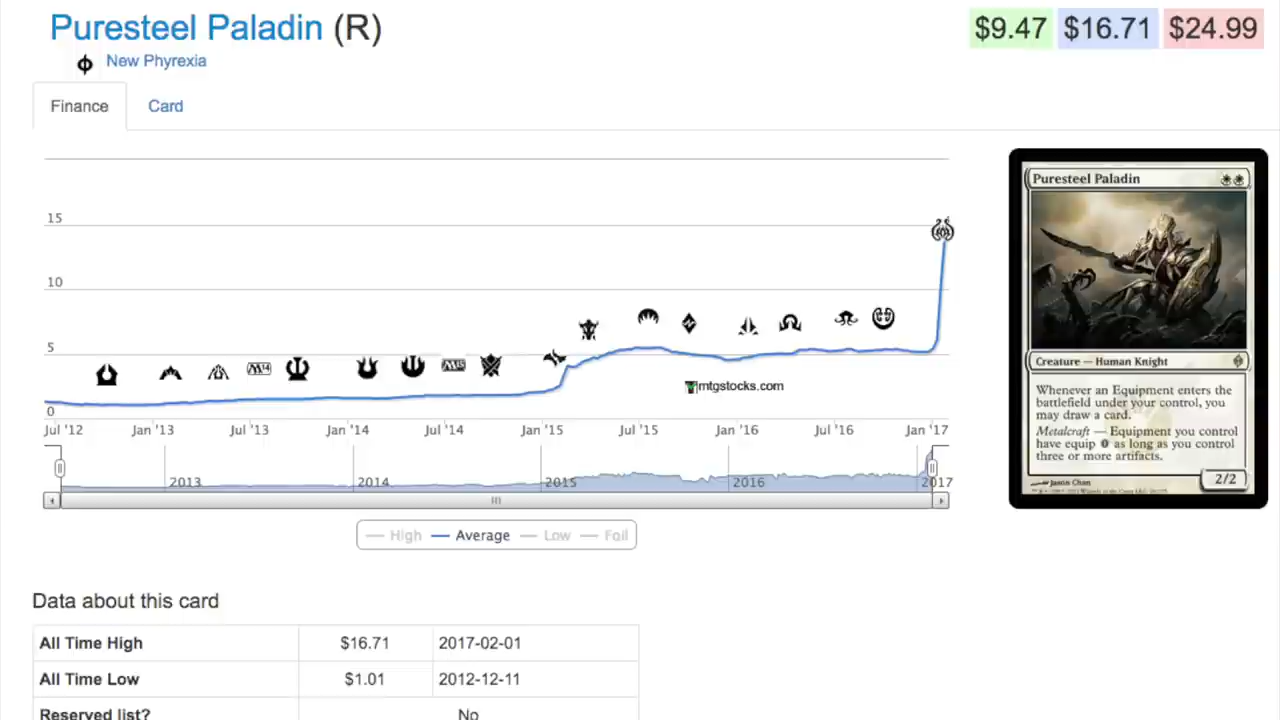 Puresteel Paladin (R)
$9.47 $16.71 $24.99
New Phyrexia
Finance Card
15
10
5
0
M14
M15
mtgstocks.com
Jul '12 Jan '13 Jul '13 Jan '14 Jul '14 Jan '15 Jul '15 Jan '16 Jul '16 Jan '17
2013 2014 2015 2016 2017
High Average Low Foil
Puresteel Paladin
Creature — Human Knight
Whenever an Equipment enters the
battlefield under your control, you
may draw a card.
Metalcraft — Equipment you control
have equip 0 as long as you control
three or more artifacts.
Jason Chan
2/2
Data about this card
All Time High $16.71 2017-02-01
All Time Low $1.01 2012-12-11
Reserved list? No